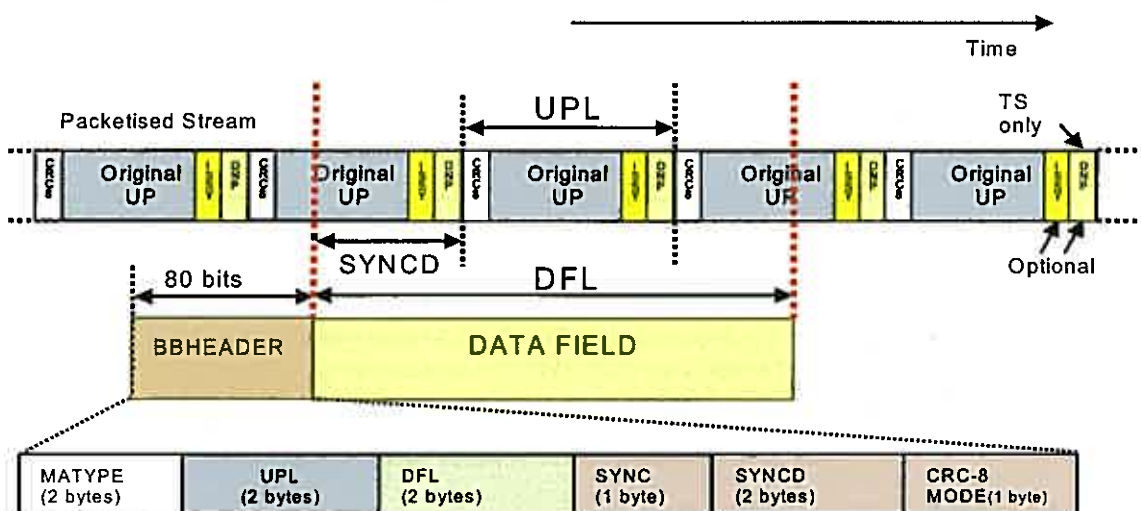 Time
UPL
TS
only
Packetised Stream
Original
UP
Original
UP
Original
UP
Original
UP
Original
UP
SYNCD
Optional
80 bits
DFL
BBHEADER
DATA FIELD
MATYPE
(2 bytes)
UPL
(2 bytes)
DFL
(2 bytes)
SYNC
(1 byte)
SYNCD
(2 bytes)
CRC-8
MODE(1 byte)